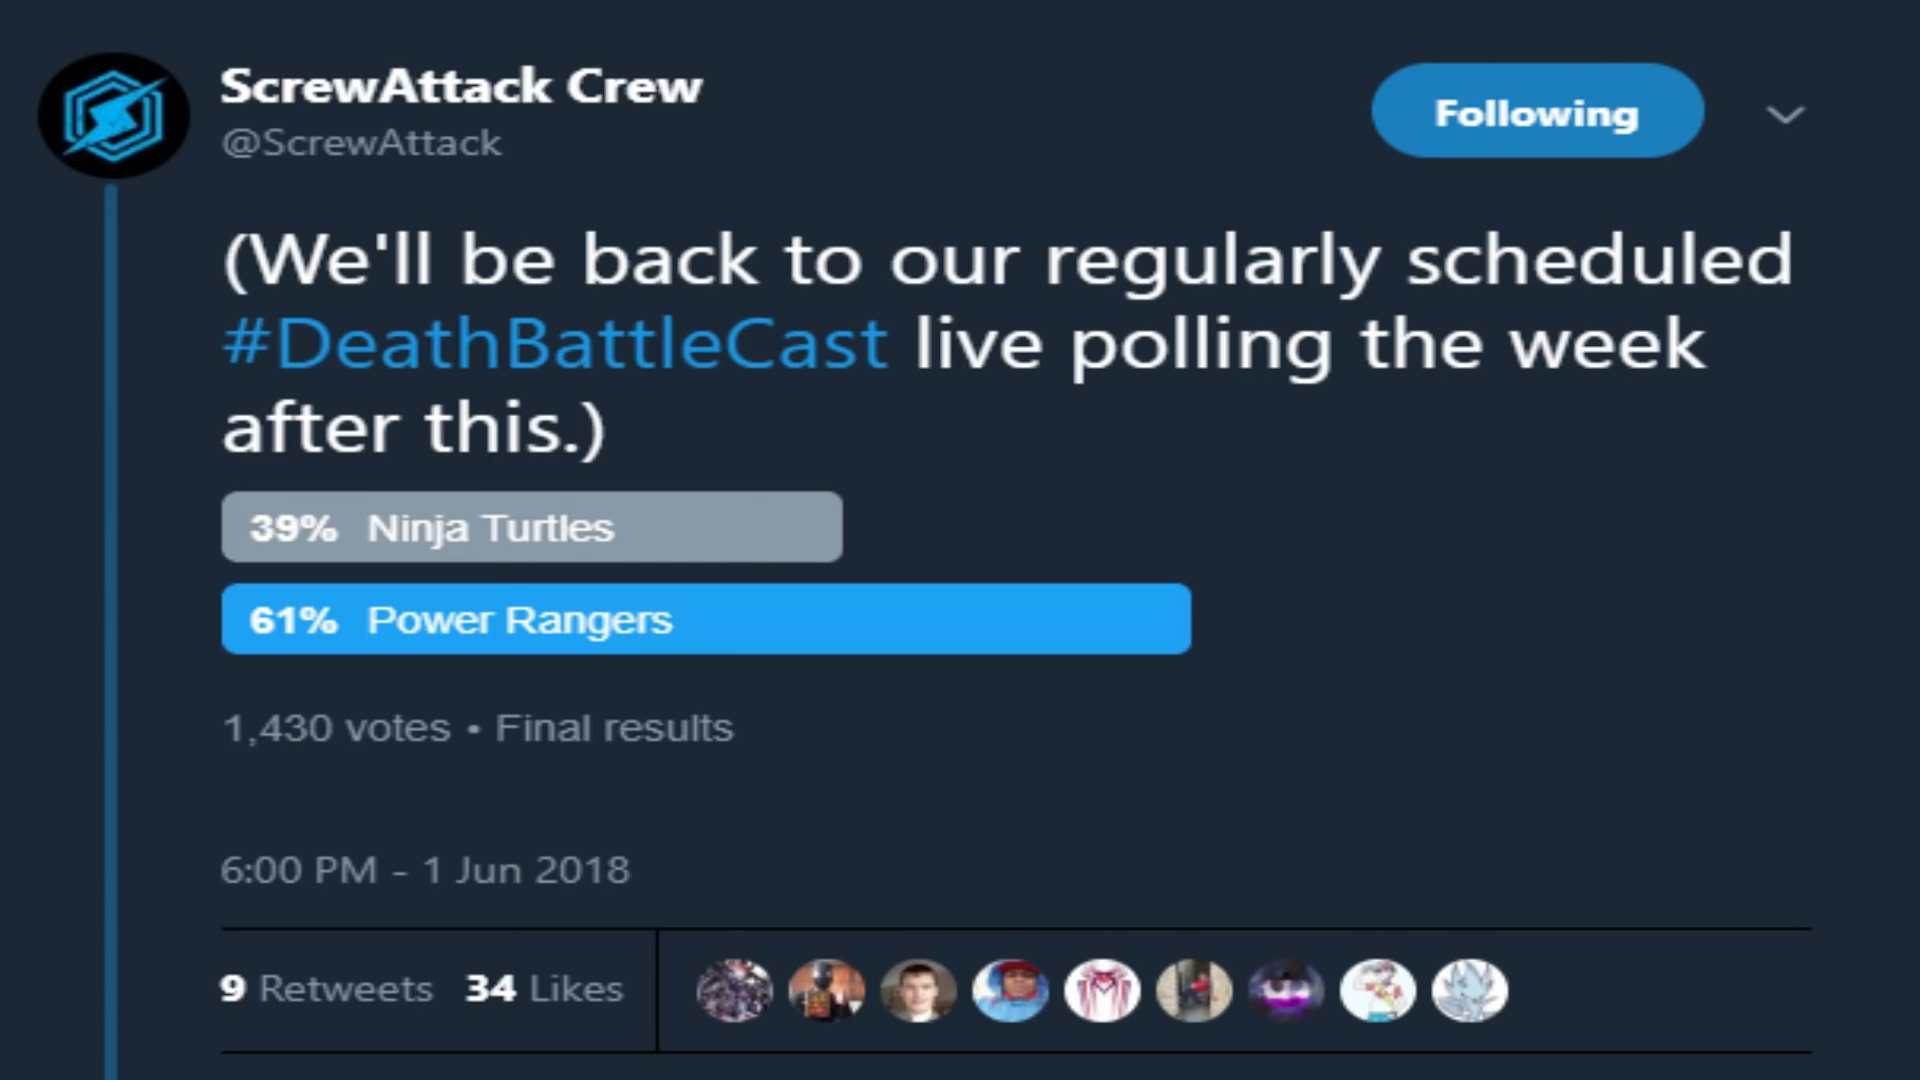 ScrewAttack Crew
@ScrewAttack
Following
(We'll be back to our regularly scheduled
#DeathBattleCast live polling the week
after this.)
39% Ninja Turtles
61% Power Rangers
1,430 votes • Final results
6:00 PM - 1 Jun 2018
9 Retweets 34 Likes